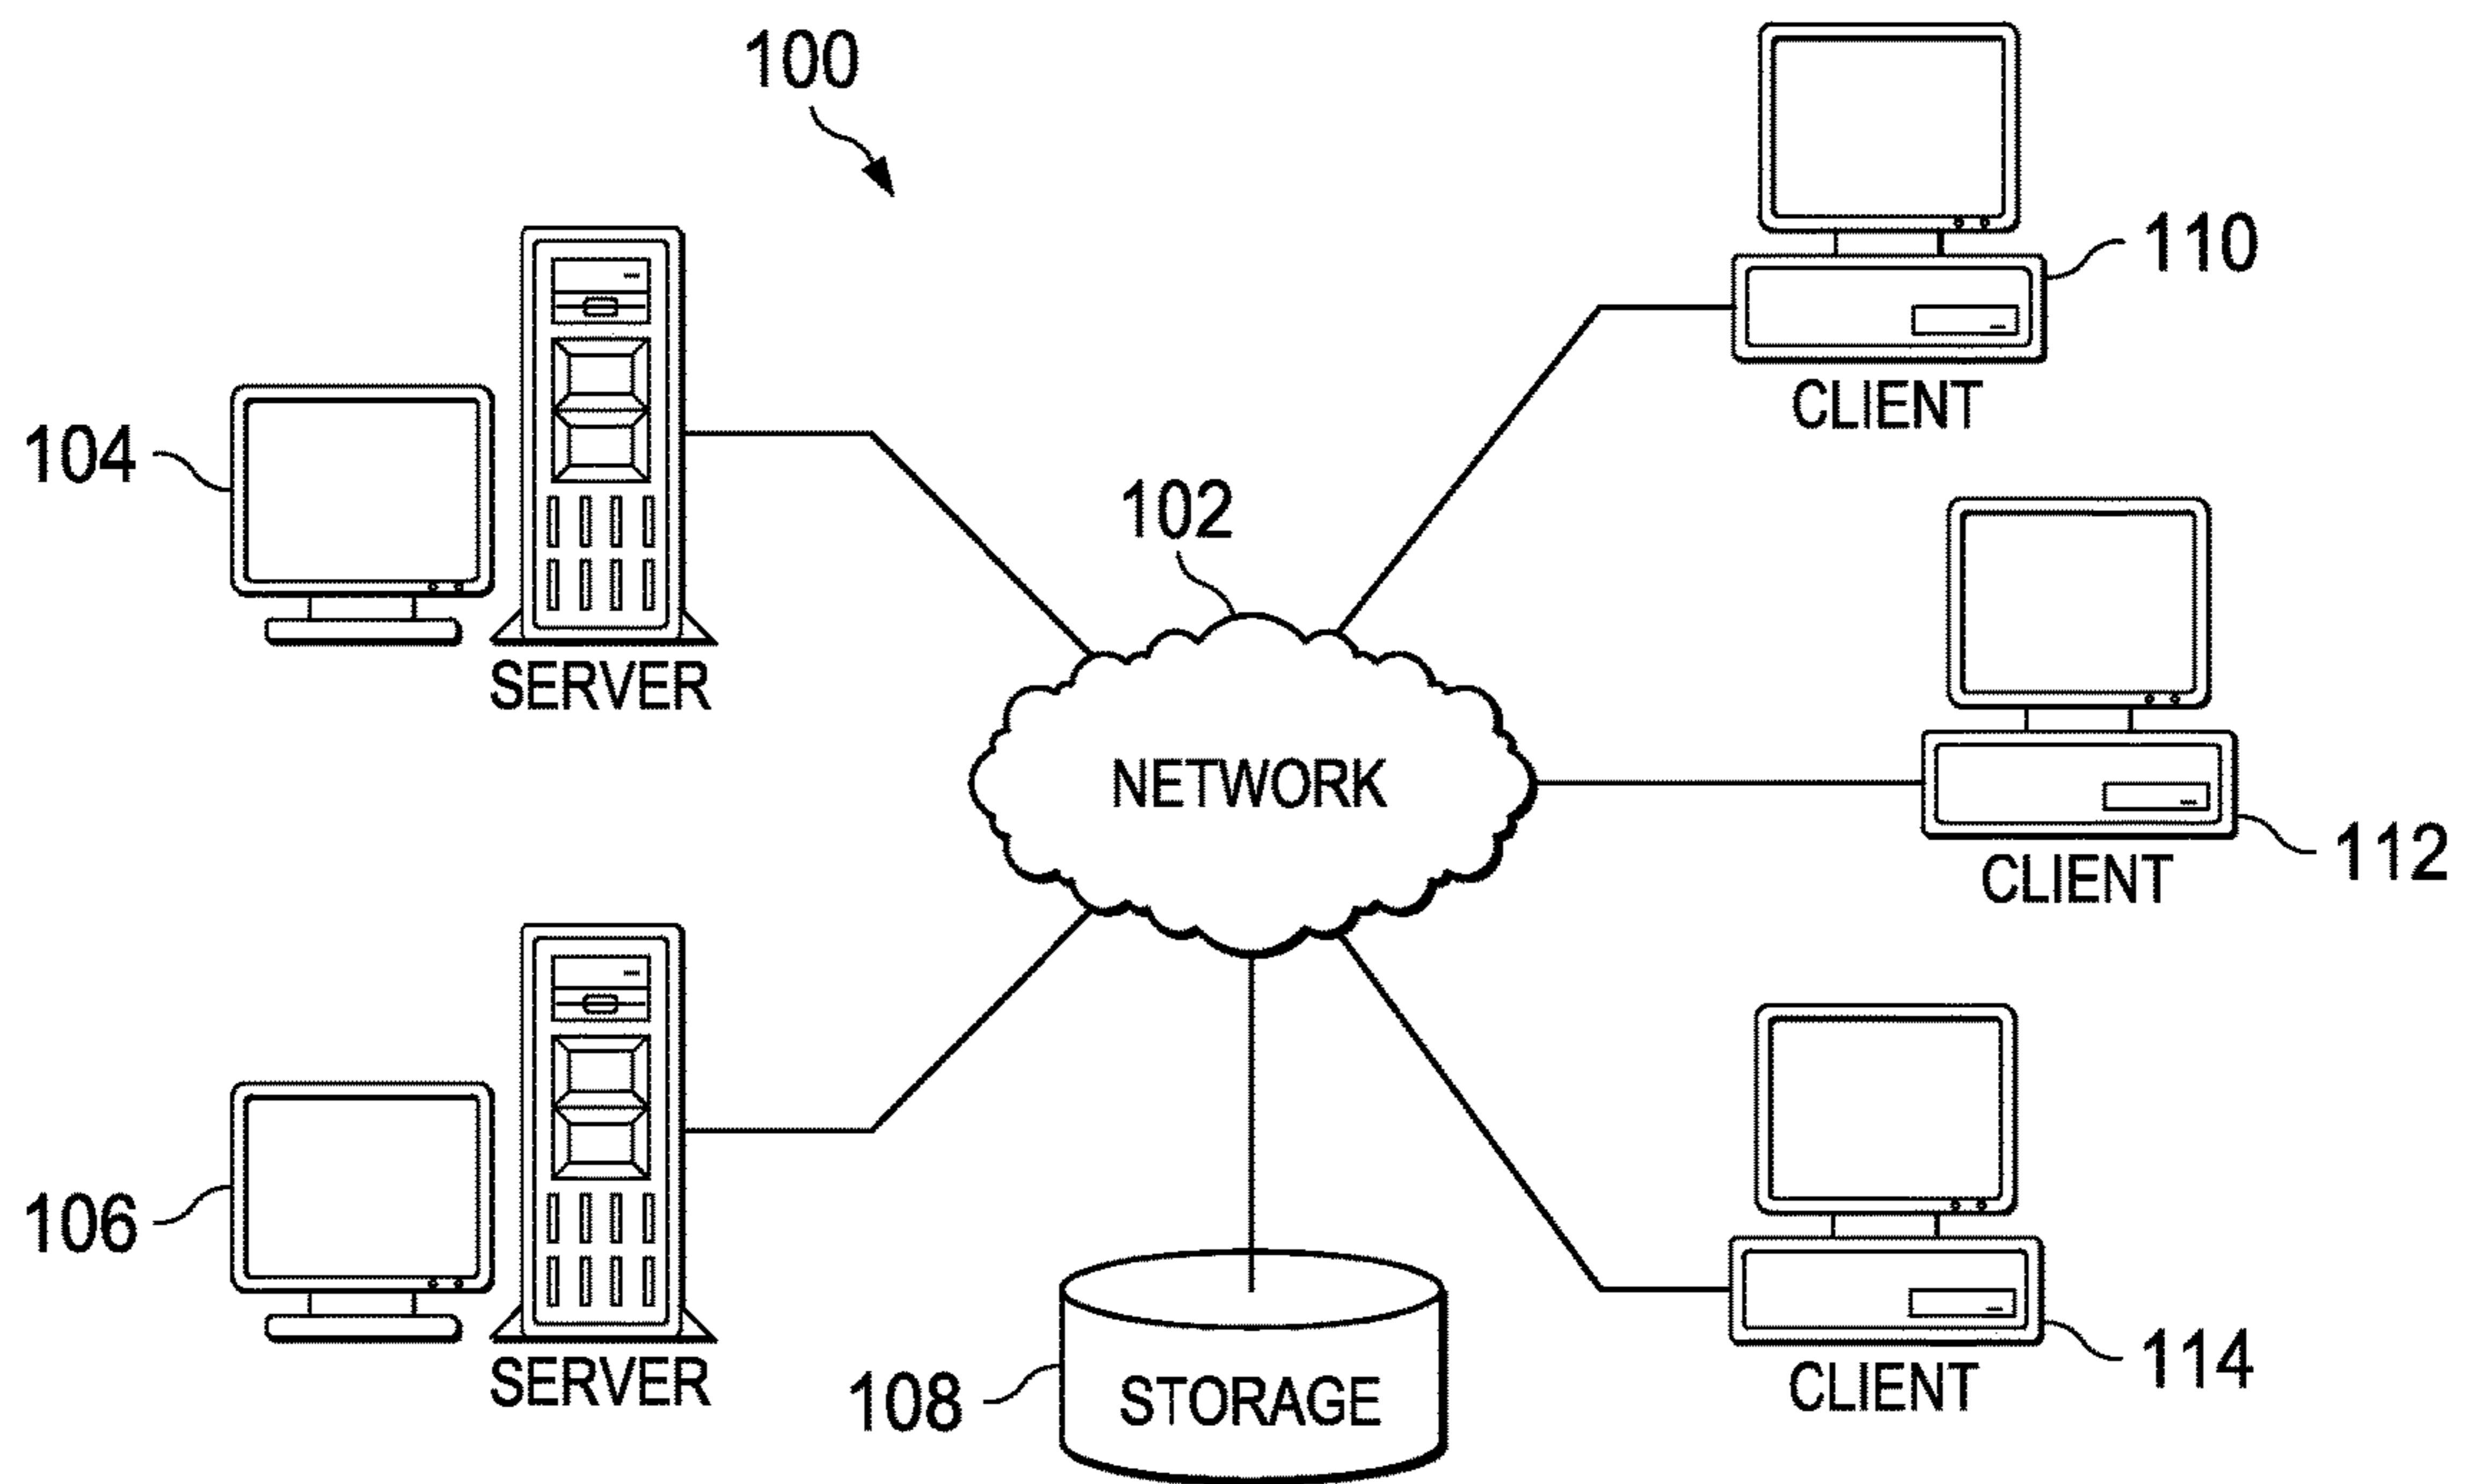 100
110
CLIENT
104
102
SERVER
NETWORK
112
CLIENT
106
SERVER
108
STORAGE
114
CLIENT